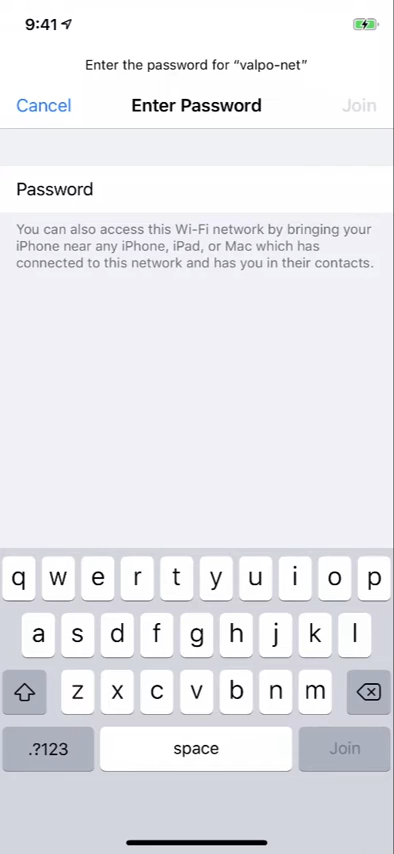 9:41
Enter the password for “valpo-net”
Cancel Enter Password Join
Password
You can also access this Wi-Fi network by bringing your
iPhone near any iPhone, iPad, or Mac which has
connected to this network and has you in their contacts.
q w e r t y u i o p
a s d f g h j k l
z x c v b n m
.?123 space Join